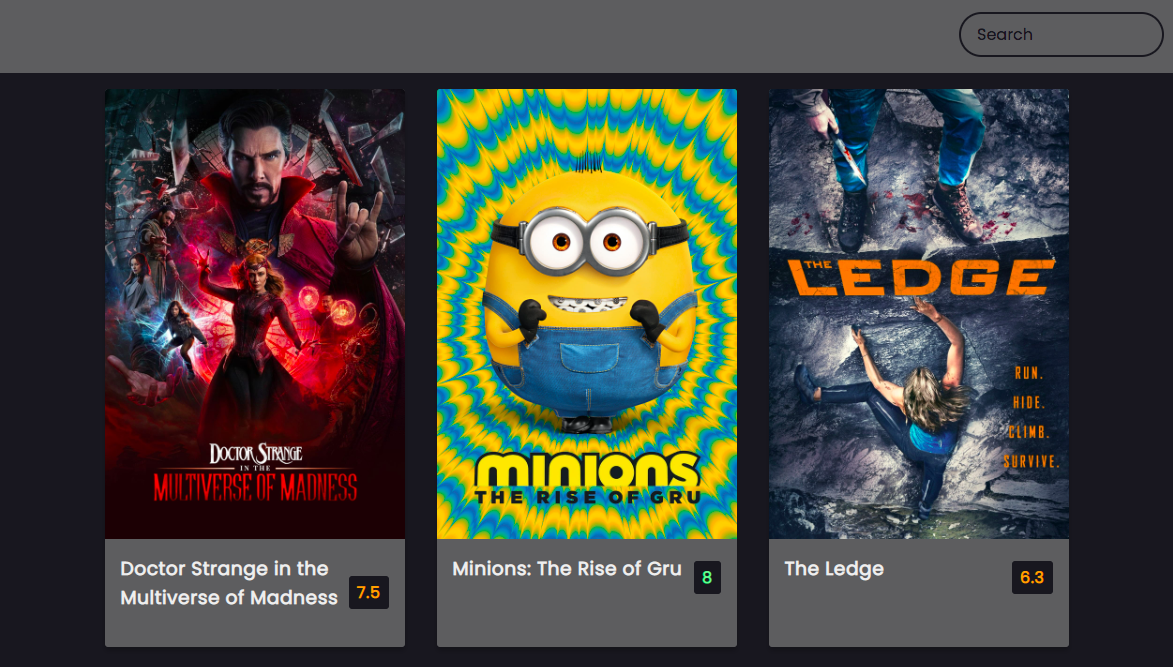 Search
DOCTOR STRANGE
IN THE
MULTIVERSE OF MADNESS
MINIONS
THE RISE OF GRU
THE
LEDGE
RUN.
HIDE.
CLIMB.
SURVIVE.
Doctor Strange in the
Multiverse of Madness
7.5
Minions: The Rise of Gru
8
The Ledge
6.3